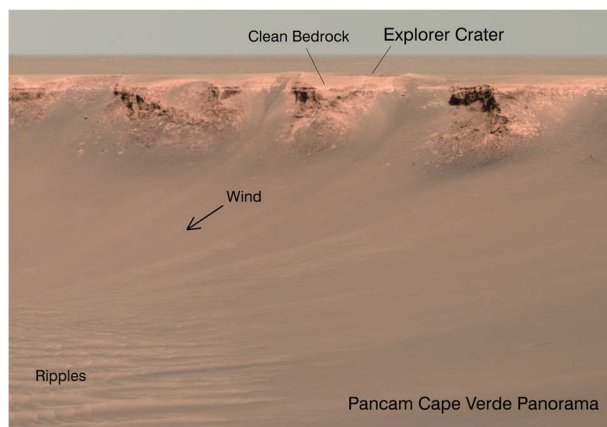 Clean Bedrock
Explorer Crater
Wind
Ripples
Pancam Cape Verde Panorama